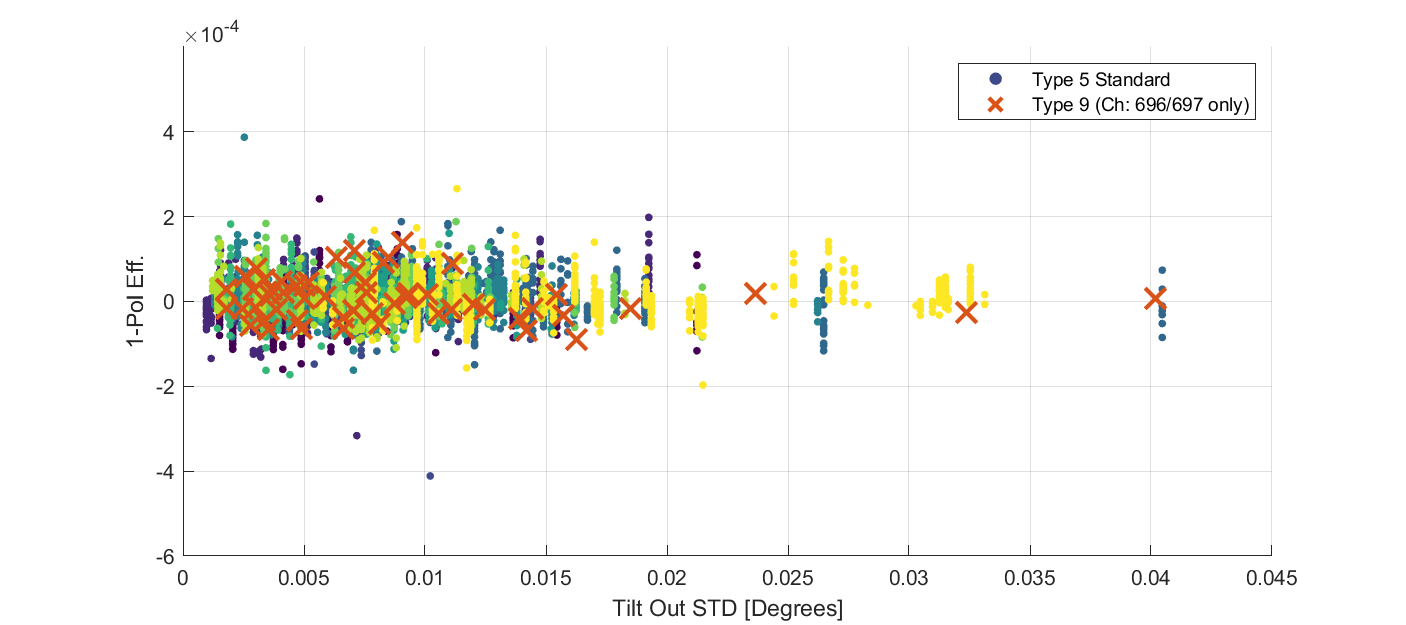 ×10-4
4
2
0
-2
-4
-6
1-Pol Eff.
Type 5 Standard
Type 9 (Ch: 696/697 only)
0 0.005 0.01 0.015 0.02 0.025 0.03 0.035 0.04 0.045
Tilt Out STD [Degrees]